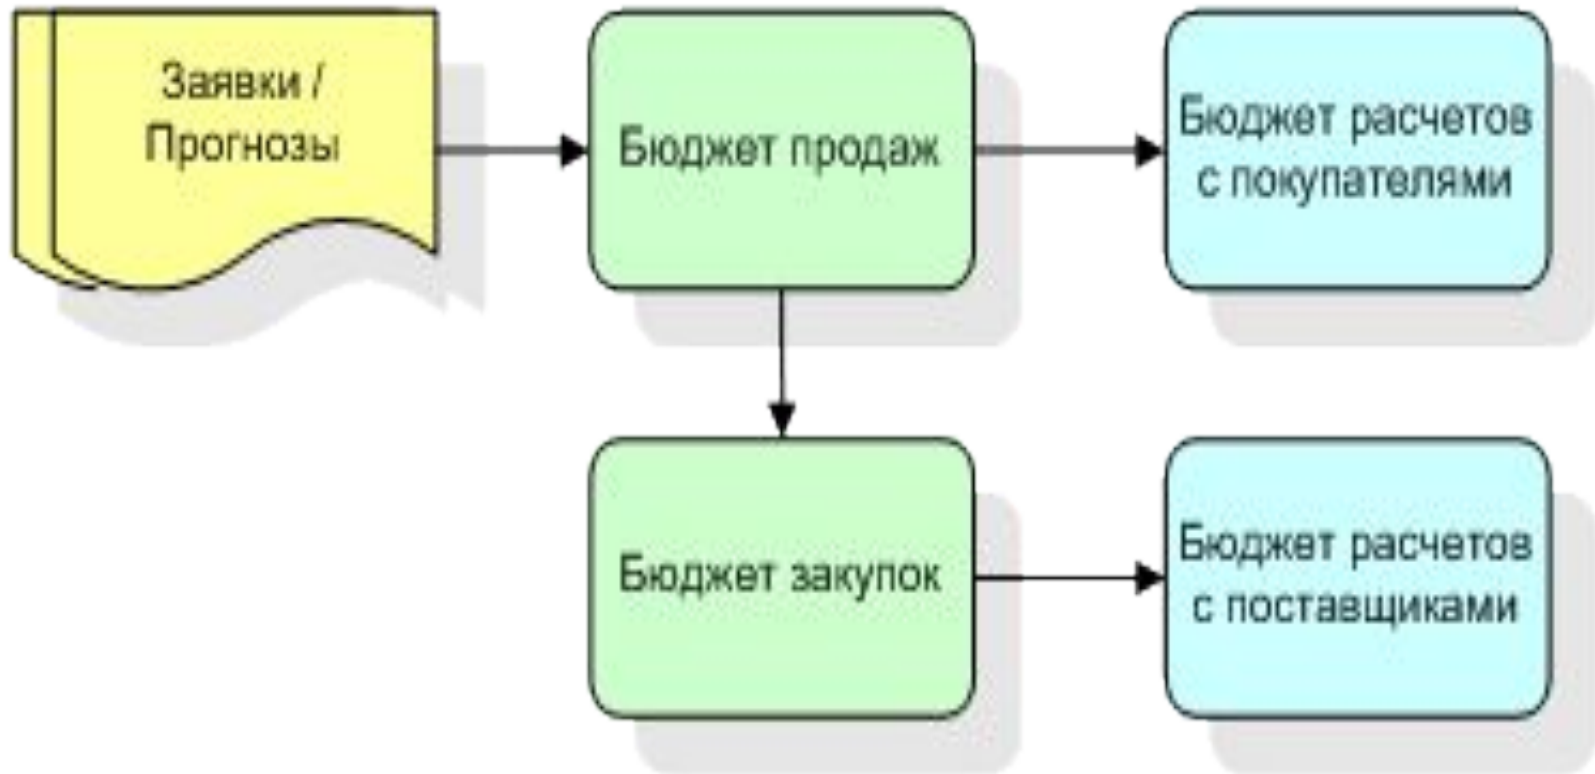 Заявки /
Прогнозы
Бюджет продаж
Бюджет расчетов
с покупателями
Бюджет закупок
Бюджет расчетов
с поставщиками